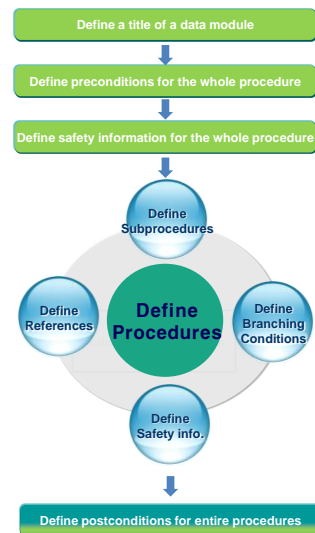 Define a title of a data module
Define preconditions for the whole procedure
Define safety information for the whole procedure
Define
Subprocedures
Define
References
Define
Procedures
Define
Branching
Conditions
Define
Safety info.
Define postconditions for entire procedures